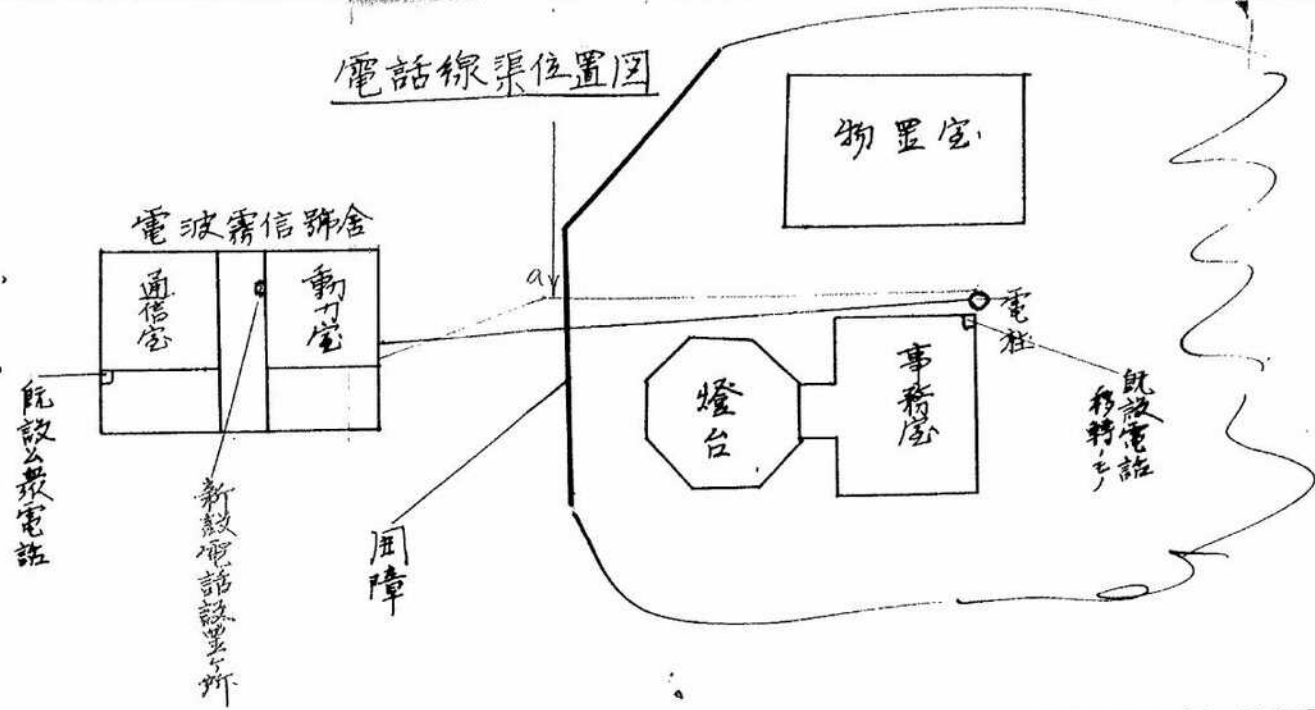 電話線渠位置図
物置室
電波霧信號舎
通信室
動力室
a
電柱
事務室
燈台
既設電話
移轉モノ
既設公衆電話
新設電話設置ヶ所
囲障